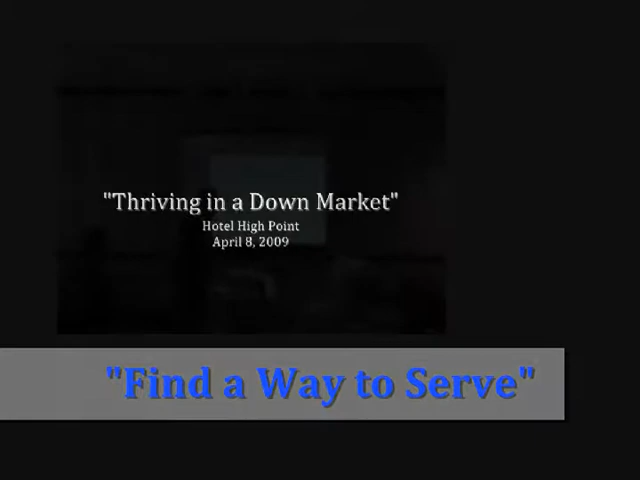 "Thriving in a Down Market"
Hotel High Point
April 8, 2009
"Find a Way to Serve"